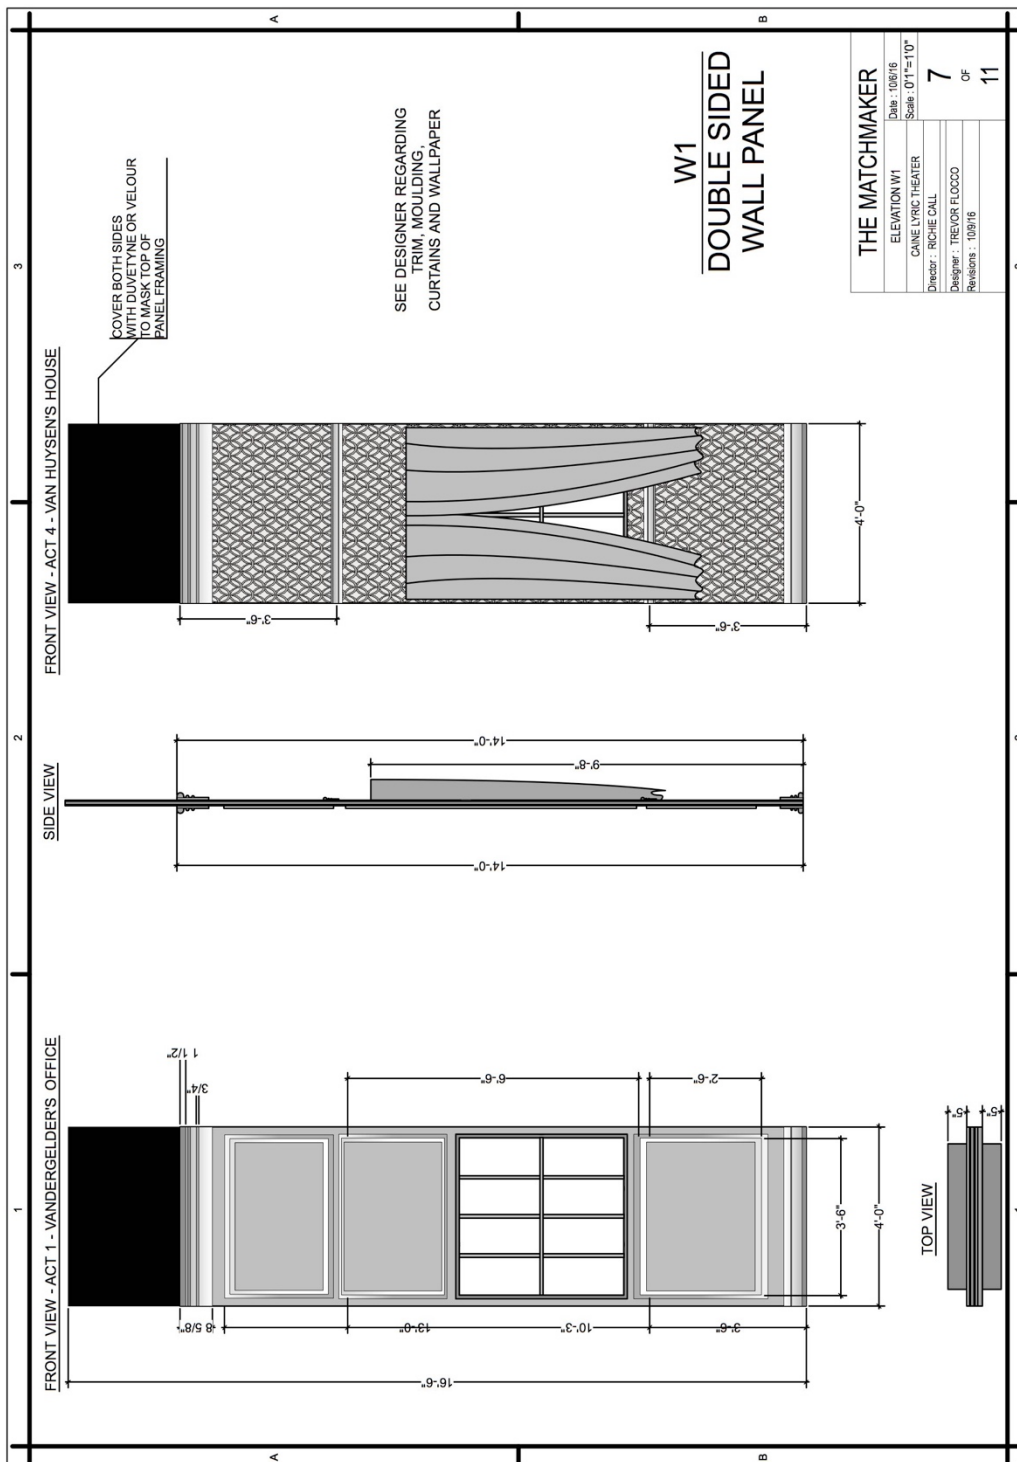 FRONT VIEW - ACT 1 - VANDERGELDER'S OFFICE
SIDE VIEW
FRONT VIEW - ACT 4 - VAN HUYSEN'S HOUSE
COVER BOTH SIDES
WITH DUVETYNE OR VELOUR
TO MASK TOP OF
PANEL FRAMING
SEE DESIGNER REGARDING
TRIM, MOULDING,
CURTAINS AND WALLPAPER
16'-6"
8 5/8"
13'-0"
10'-3"
3'-6"
1 1/2"
3/4"
6'-6"
2'-6"
3'-6"
4'-0"
14'-0"
14'-0"
9'-8"
3'-6"
3'-6"
4'-0"
TOP VIEW
5"
5"
W1
DOUBLE SIDED
WALL PANEL
THE MATCHMAKER
ELEVATION W1
CAINE LYRIC THEATER
Director : RICHIE CALL
Designer : TREVOR FLOCCO
Revisions : 10/9/16
Date : 10/6/16
Scale : 0'1"=1'0"
7
OF
11
1
2
3
A
B
A
B